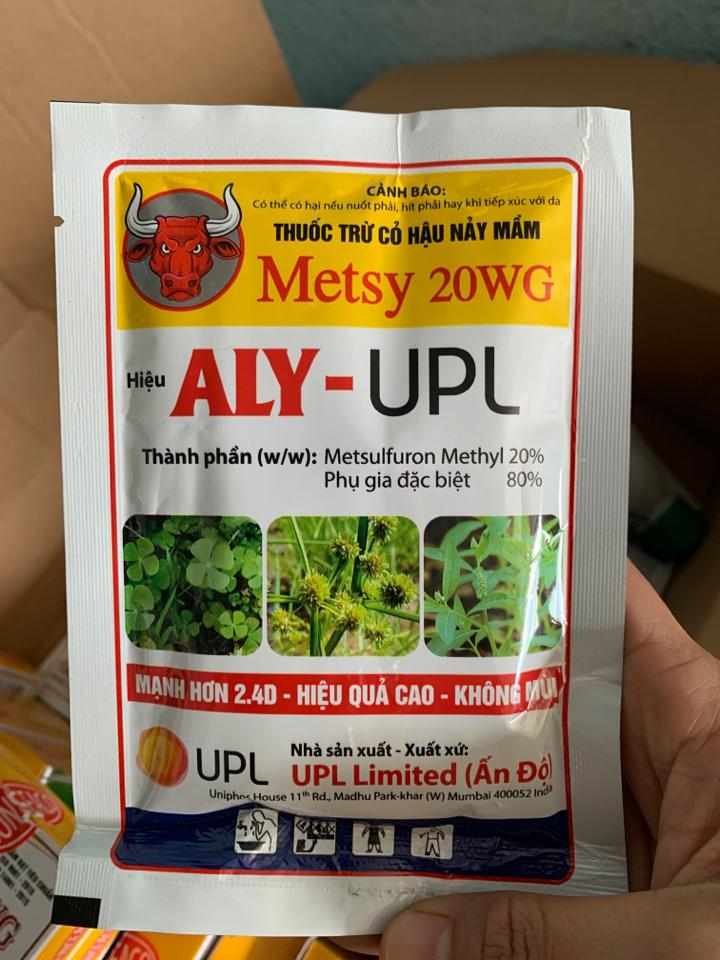 CẢNH BÁO:
Có thể có hại nếu nuốt phải, hít phải hay khi tiếp xúc với da
THUỐC TRỪ CỎ HẬU NẢY MẦM
Metsy 20WG
Hiệu ALY-UPL
Thành phần (w/w): Metsulfuron Methyl 20%
Phụ gia đặc biệt 80%
MẠNH HƠN 2.4D - HIỆU QUẢ CAO - KHÔNG MÙI
UPL
Nhà sản xuất - Xuất xứ:
UPL Limited (Ấn Độ)
Uniphos House 11th Rd., Madhu Park-khar (W) Mumbai 400052 India